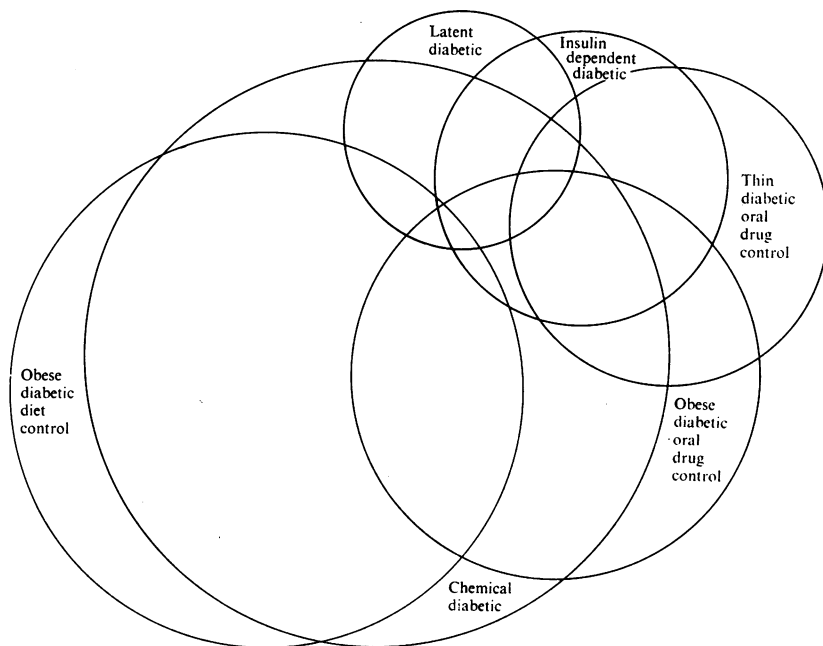 Latent
diabetic
Insulin
dependent
diabetic
Thin
diabetic
oral
drug
control
Obese
diabetic
diet
control
Obese
diabetic
oral
drug
control
Chemical
diabetic